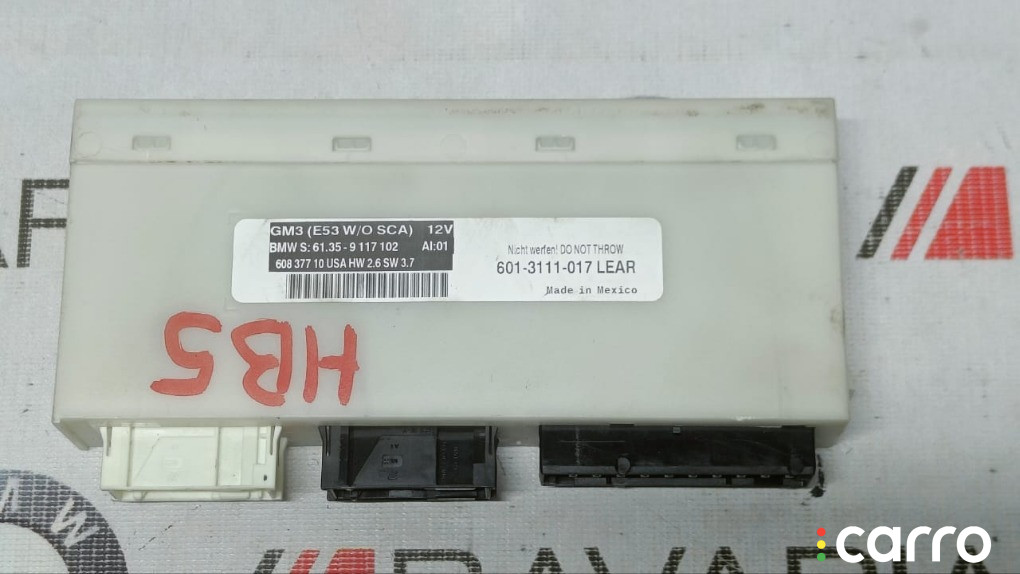 GM3 (E53 W/O SCA) 12V
BMW S: 61.35 - 9 117 102 AI:01
608 377 10 USA HW 2.6 SW 3.7
Nicht werfen! DO NOT THROW
601-3111-017 LEAR
Made in Mexico
HB5
carro